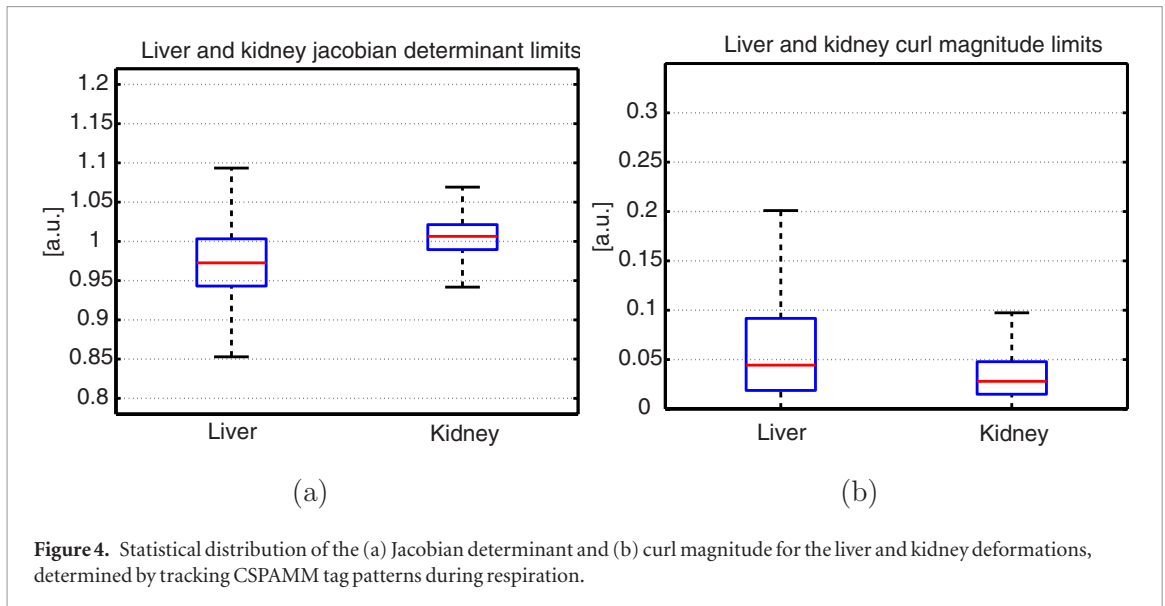 Liver and kidney jacobian determinant limits
1.2
1.15
1.1
1.05
1
0.95
0.9
0.85
0.8
[a.u.]
Liver Kidney
(a)
Liver and kidney curl magnitude limits
0.3
0.25
0.2
0.15
0.1
0.05
0
[a.u.]
Liver Kidney
(b)
Figure 4. Statistical distribution of the (a) Jacobian determinant and (b) curl magnitude for the liver and kidney deformations,
determined by tracking CSPAMM tag patterns during respiration.